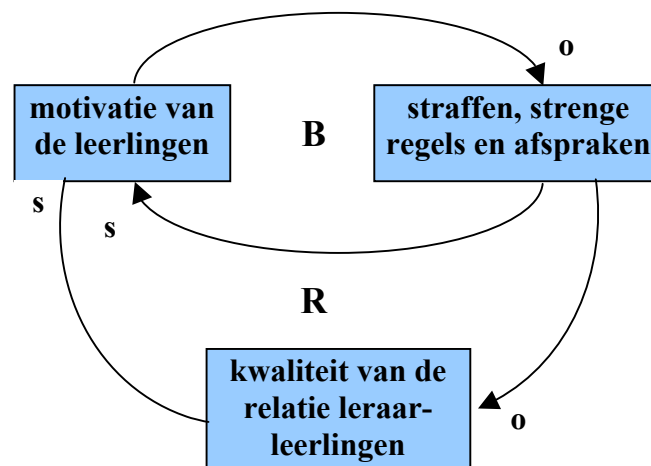 o
motivatie van
de leerlingen
straffen, strenge
regels en afspraken
B
s
s
R
kwaliteit van de
relatie leraar-
leerlingen
o